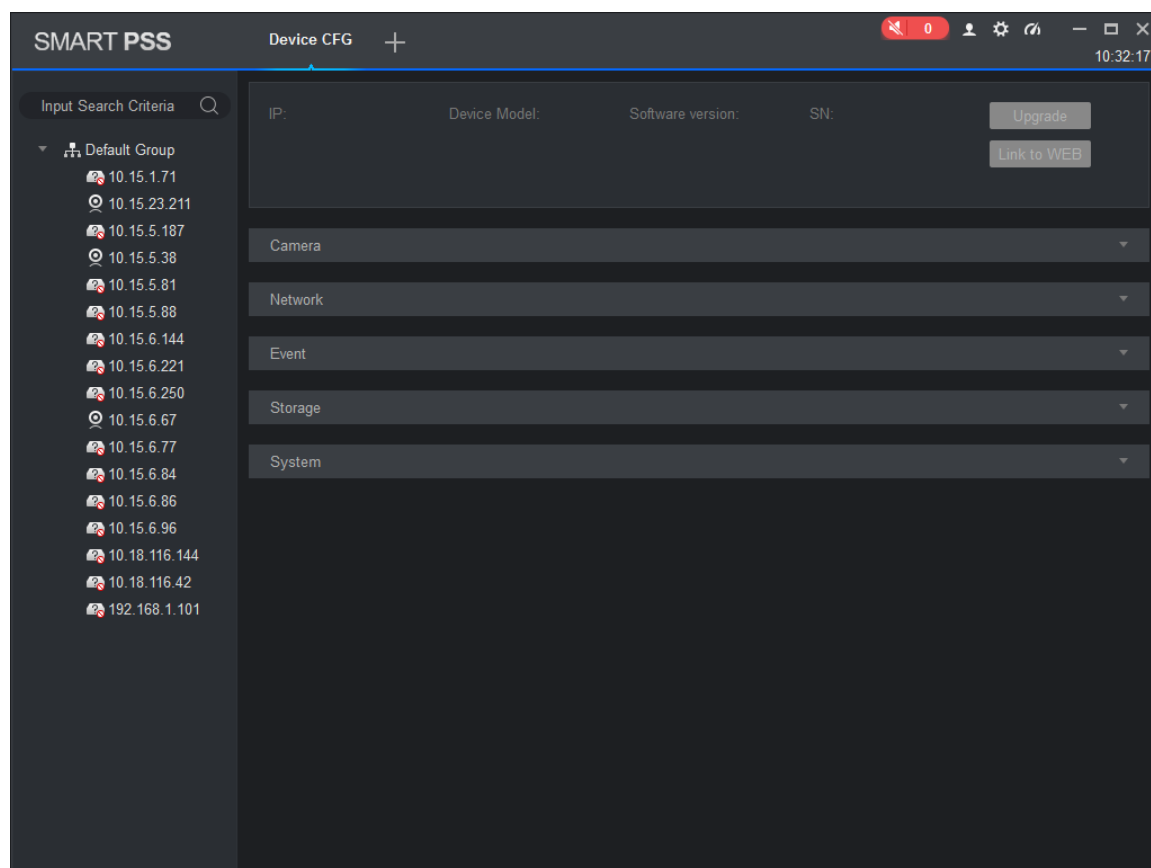 SMART PSS
Device CFG
0
10:32:17
Input Search Criteria
Default Group
10.15.1.71
10.15.23.211
10.15.5.187
10.15.5.38
10.15.5.81
10.15.5.88
10.15.6.144
10.15.6.221
10.15.6.250
10.15.6.67
10.15.6.77
10.15.6.84
10.15.6.86
10.15.6.96
10.18.116.144
10.18.116.42
192.168.1.101
IP: Device Model: Software version: SN:
Upgrade
Link to WEB
Camera
Network
Event
Storage
System